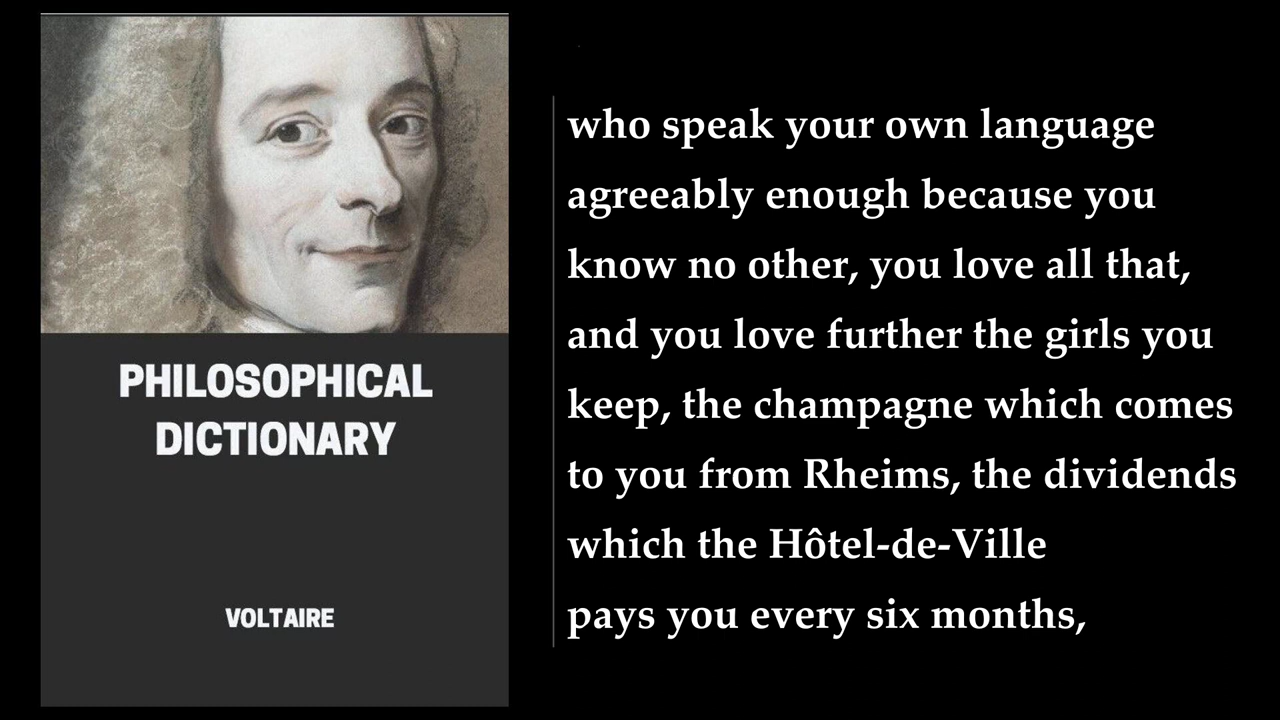 PHILOSOPHICAL
DICTIONARY
VOLTAIRE
who speak your own language
agreeably enough because you
know no other, you love all that,
and you love further the girls you
keep, the champagne which comes
to you from Rheims, the dividends
which the Hôtel-de-Ville
pays you every six months,